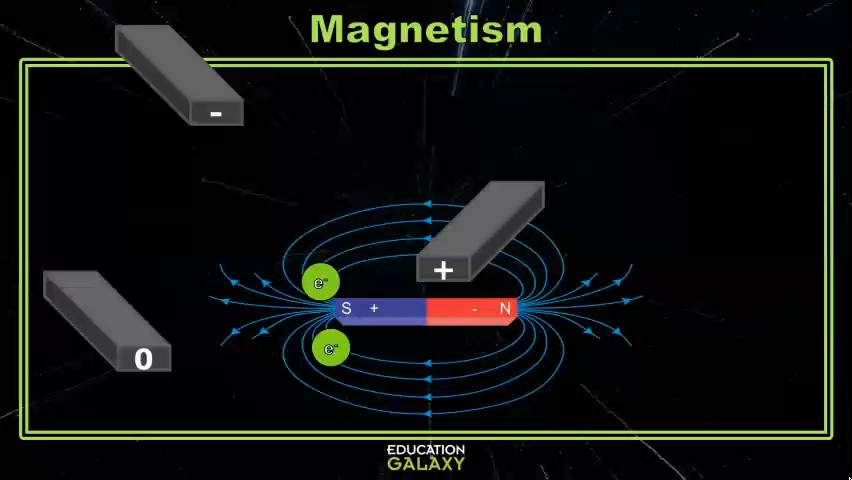 Magnetism
-
+
0
e⁻
S + - N
e⁻
EDUCATION
GALAXY